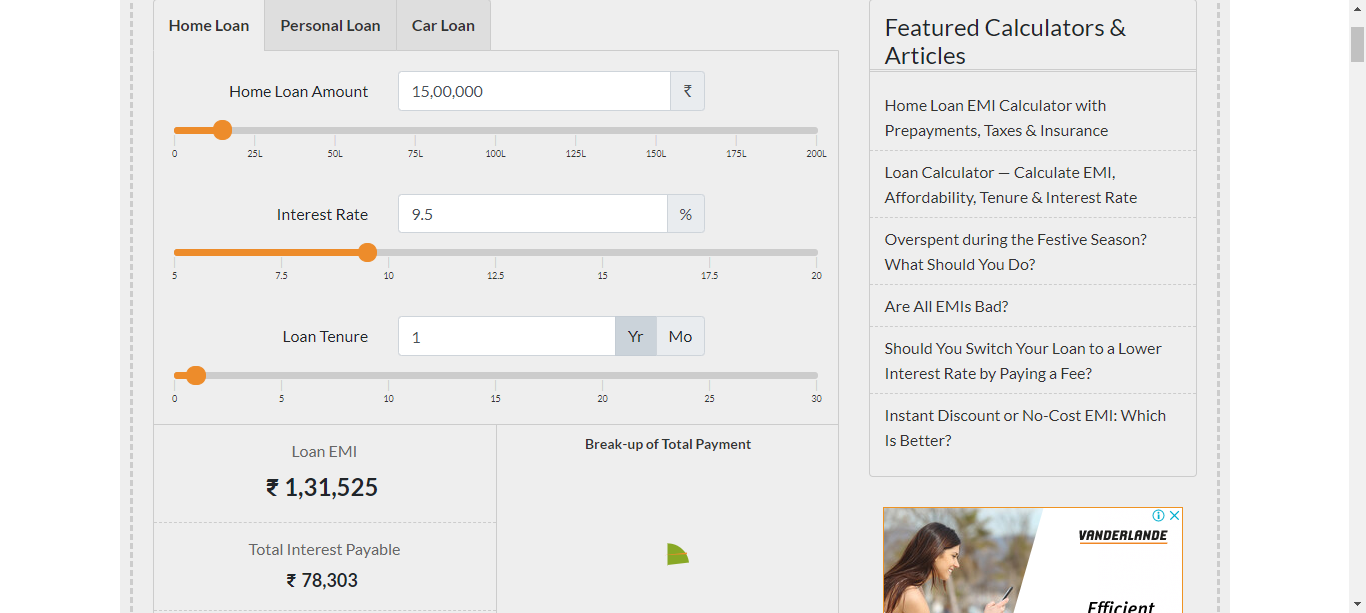 Home Loan
Personal Loan
Car Loan
Home Loan Amount
15,00,000
₹
0
25L
50L
75L
100L
125L
150L
175L
200L
Interest Rate
9.5
%
5
7.5
10
12.5
15
17.5
20
Loan Tenure
1
Yr
Mo
0
5
10
15
20
25
30
Loan EMI
₹ 1,31,525
Total Interest Payable
₹ 78,303
Break-up of Total Payment
Featured Calculators &
Articles
Home Loan EMI Calculator with
Prepayments, Taxes & Insurance
Loan Calculator — Calculate EMI,
Affordability, Tenure & Interest Rate
Overspent during the Festive Season?
What Should You Do?
Are All EMIs Bad?
Should You Switch Your Loan to a Lower
Interest Rate by Paying a Fee?
Instant Discount or No-Cost EMI: Which
Is Better?
VANDERLANDE
Efficient